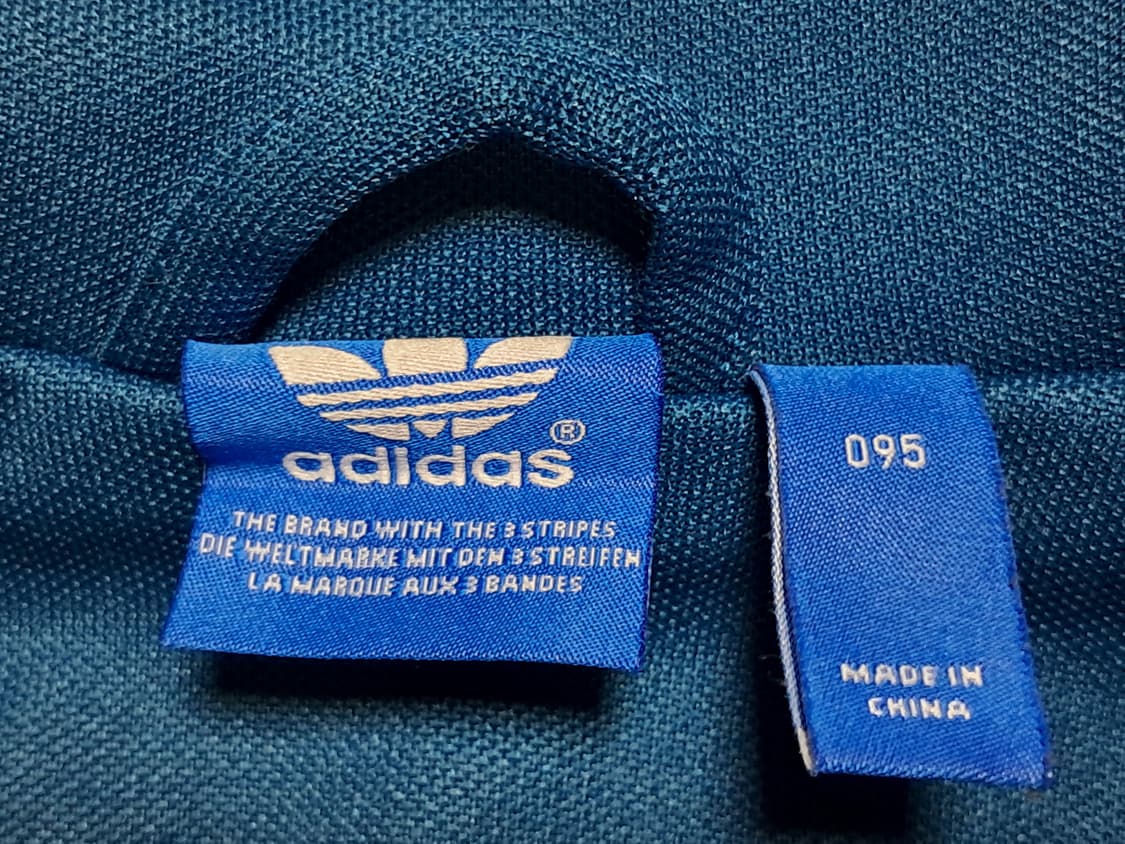 adidas®
THE BRAND WITH THE 3 STRIPES
DIE WELTMARKE MIT DEN 3 STREIFEN
LA MARQUE AUX 3 BANDES
095
MADE IN
CHINA